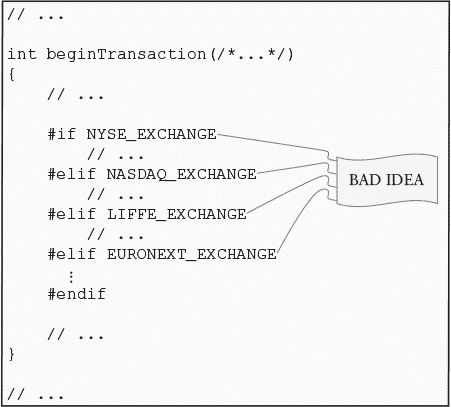 // ...
int beginTransaction(/*...*/)
{
// ...
#if NYSE_EXCHANGE
// ...
#elif NASDAQ_EXCHANGE
// ...
#elif LIFFE_EXCHANGE
// ...
#elif EURONEXT_EXCHANGE
⋮
#endif
// ...
}
// ...
BAD IDEA